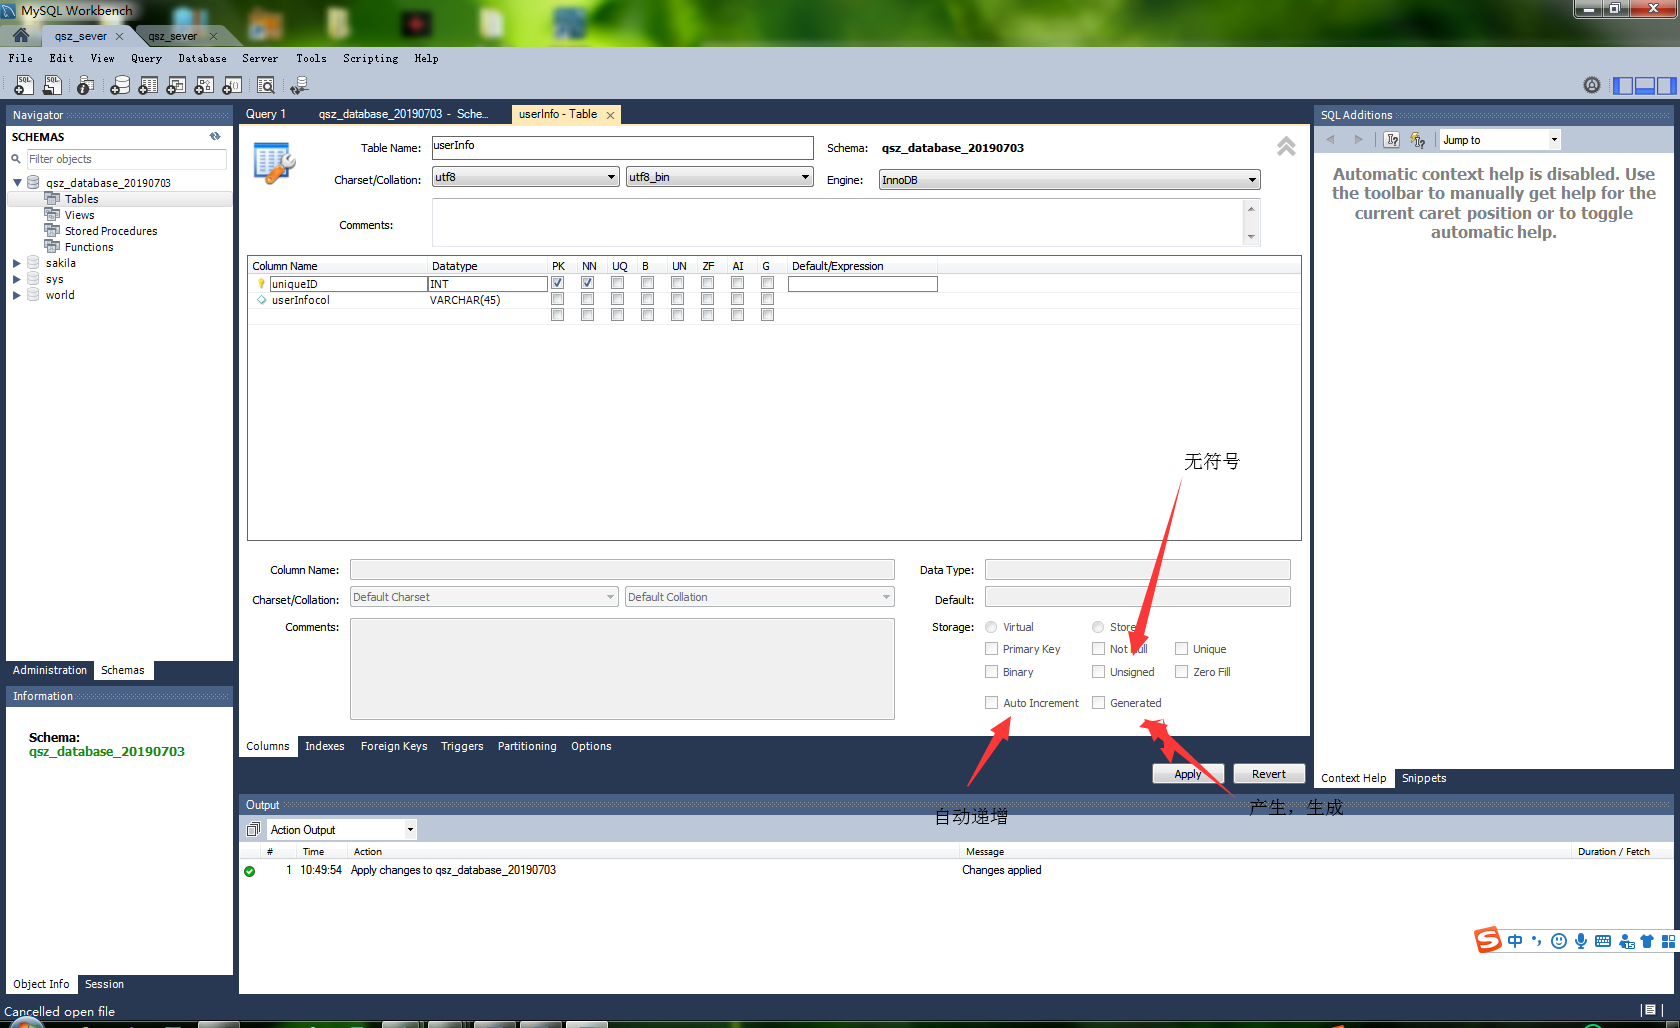 MySQL Workbench
qsz_sever
qsz_sever
File Edit View Query Database Server Tools Scripting Help
Navigator
SCHEMAS
Filter objects
qsz_database_20190703
Tables
Views
Stored Procedures
Functions
sakila
sys
world
Administration Schemas
Information
Schema:
qsz_database_20190703
Object Info Session
Query 1 qsz_database_20190703 - Sche... userInfo - Table
Table Name: userInfo Schema: qsz_database_20190703
Charset/Collation: utf8 utf8_bin Engine: InnoDB
Comments:
Column Name Datatype PK NN UQ B UN ZF AI G Default/Expression
uniqueID INT
userInfocol VARCHAR(45)
无符号
Column Name: Data Type:
Charset/Collation: Default Charset Default Collation Default:
Comments: Storage: Virtual Store
Primary Key Not Null Unique
Binary Unsigned Zero Fill
Auto Increment Generated
Columns Indexes Foreign Keys Triggers Partitioning Options
Apply Revert
自动递增
产生，生成
Output
Action Output
# Time Action Message Duration / Fetch
1 10:49:54 Apply changes to qsz_database_20190703 Changes applied
SQL Additions
Jump to
Automatic context help is disabled. Use
the toolbar to manually get help for the
current caret position or to toggle
automatic help.
Context Help Snippets
中
Cancelled open file